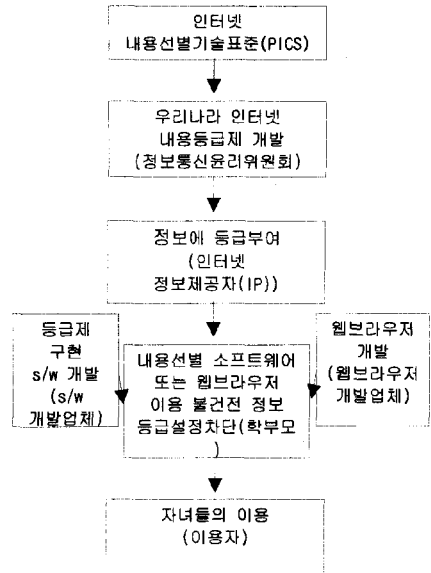 인터넷
내용선별기술표준(PICS)
우리나라 인터넷
내용등급제 개발
(정보통신윤리위원회)
정보에 등급부여
(인터넷
정보제공자(IP))
등급제
구현
s/w 개발
(s/w
개발업체)
내용선별 소프트웨어
또는 웹브라우저
이용 불건전 정보
등급설정차단(학부모
)
웹브라우저
개발
(웹브라우저
개발업체)
자녀들의 이용
(이용자)